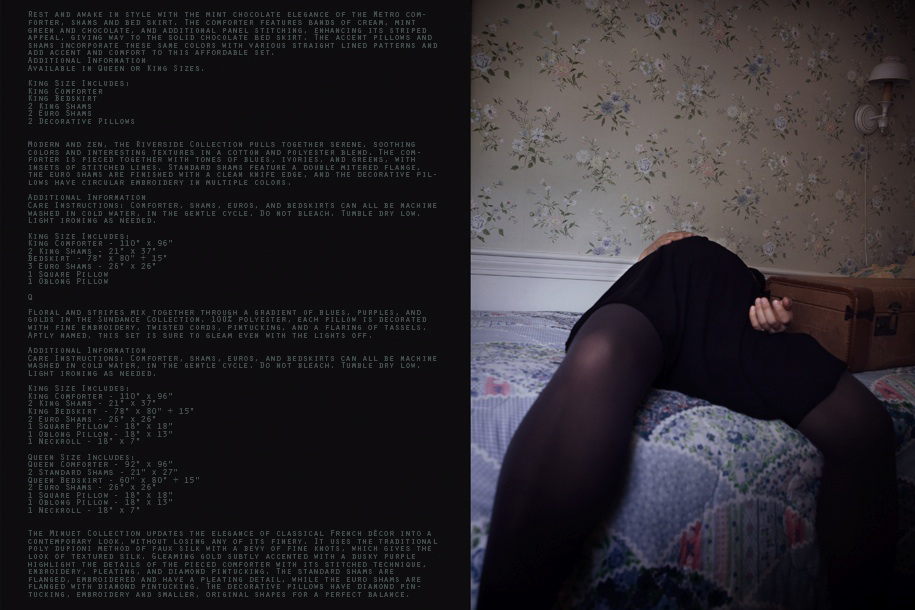 Rest and awake in style with the mint chocolate elegance of the Metro com-
forter, shams and bed skirt. The comforter features bands of cream, mint
green and chocolate, and additional panel stitching, enhancing its striped
appeal, giving way to the solid chocolate bed skirt. The accent pillows and
shams incorporate these same colors with various straight lined patterns and
add accent and comfort to this affordable set.
Additional Information
Available in Queen or King Sizes.
King Size Includes:
King Comforter
King Bedskirt
2 King Shams
2 Euro Shams
2 Decorative Pillows
Modern and zen, the Riverside Collection pulls together serene, soothing
colors and interesting textures in a cotton and polyester blend. The com-
forter is pieced together with tones of blues, ivories, and greens, with
insets of stitched lines. Standard shams feature a double mitered flange,
the euro shams are finished with a clean knife edge, and the decorative pil-
lows have circular embroidery in multiple colors.
Additional Information
Care Instructions: Comforter, shams, euros, and bedskirts can all be machine
washed in cold water, in the gentle cycle. Do not bleach. Tumble dry low.
Light ironing as needed.
King Size Includes:
King Comforter - 110" x 96"
2 King Shams - 21" x 37"
Bedskirt - 78" x 80" + 15"
3 Euro Shams - 26" x 26"
1 Square Pillow
1 Oblong Pillow
Q
Floral and stripes mix together through a gradient of blues, purples, and
golds in the Sundance Collection. 100% polyester, each pillow is decorated
with fine embroidery, twisted cords, pintucking, and a flaring of tassels.
Aptly named, this set is sure to gleam even with the lights off.
Additional Information
Care Instructions: Comforter, shams, euros, and bedskirts can all be machine
washed in cold water, in the gentle cycle. Do not bleach. Tumble dry low.
Light ironing as needed.
King Size Includes:
King Comforter - 110" x 96"
2 King Shams - 21" x 37"
King Bedskirt - 78" x 80" + 15"
2 Euro Shams - 26" x 26"
1 Square Pillow - 18" x 18"
1 Oblong Pillow - 18" x 13"
1 Neckroll - 18" x 7"
Queen Size Includes:
Queen Comforter - 92" x 96"
2 Standard Shams - 21" x 27"
Queen Bedskirt - 60" x 80" + 15"
2 Euro Shams - 26" x 26"
1 Square Pillow - 18" x 18"
1 Oblong Pillow - 18" x 13"
1 Neckroll - 18" x 7"
The Minuet Collection updates the elegance of classical French décor into a
contemporary look, without losing any of its finery. It uses the traditional
poly dupioni method of faux silk with a bevy of fine knots, which gives the
look of textured silk. Gleaming gold subtly accented with a dusky purple
highlight the details of the pieced comforter with its stitched technique,
embroidery, pleating, and diamond pintucking. The standard shams are
flanged, embroidered and have a pleating detail, while the euro shams are
flanged with diamond pintucking. The decorative pillows have diamond pin-
tucking, embroidery and smaller, original shapes for a perfect balance.